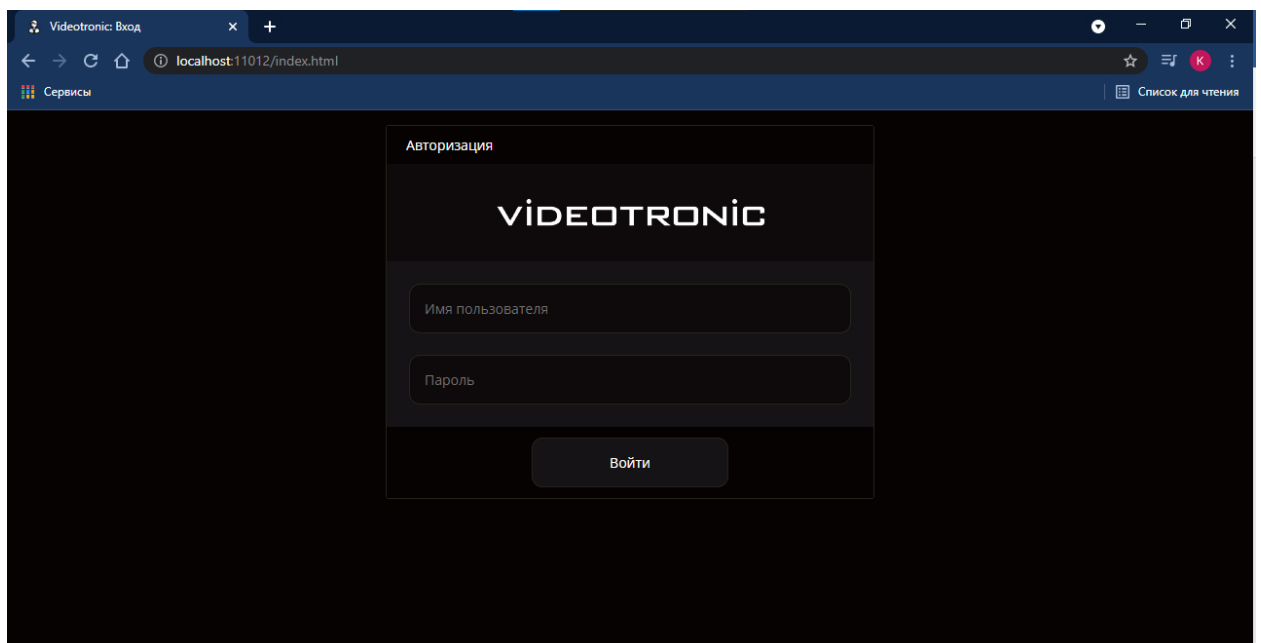 Videotronic: Вход
localhost:11012/index.html
K
Сервисы
Список для чтения
Авторизация
ViDEOTRONiC
Имя пользователя
Пароль
Войти